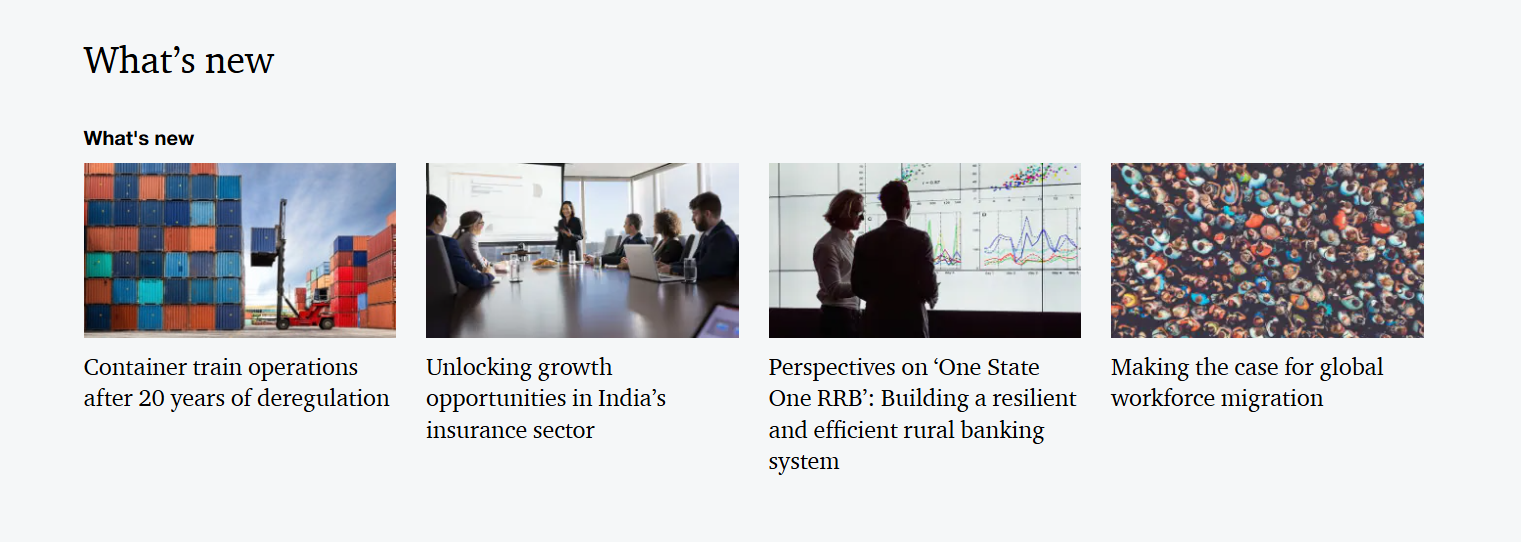 What’s new
What's new
Container train operations
after 20 years of deregulation
Unlocking growth
opportunities in India’s
insurance sector
Perspectives on ‘One State
One RRB’: Building a resilient
and efficient rural banking
system
Making the case for global
workforce migration